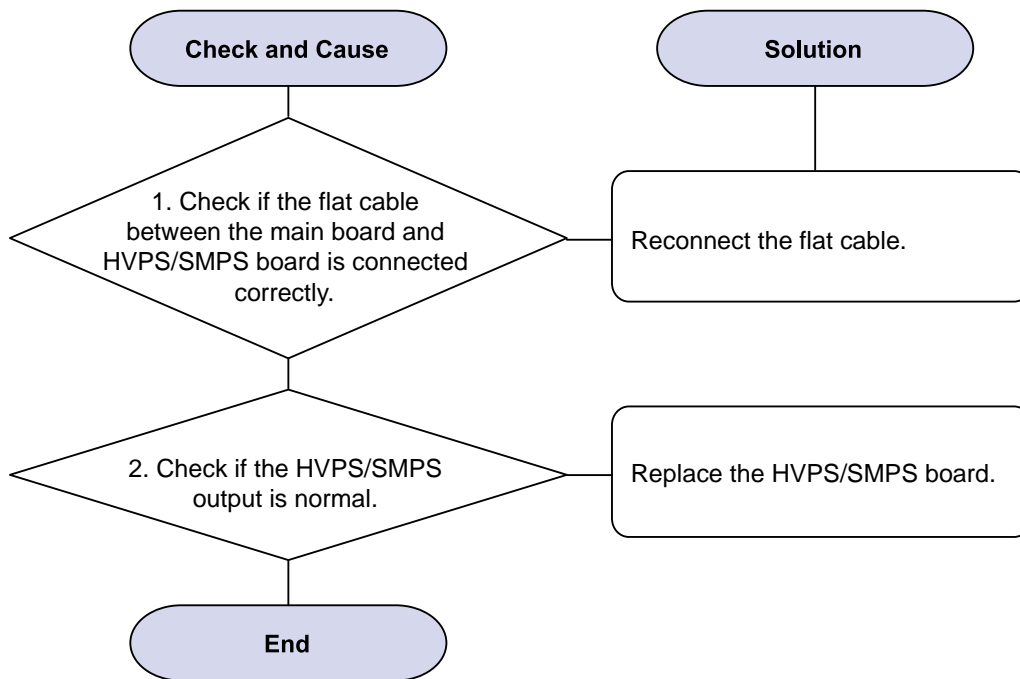 Check and Cause
Solution
1. Check if the flat cable
between the main board and
HVPS/SMPS board is connected
correctly.
Reconnect the flat cable.
2. Check if the HVPS/SMPS
output is normal.
Replace the HVPS/SMPS board.
End